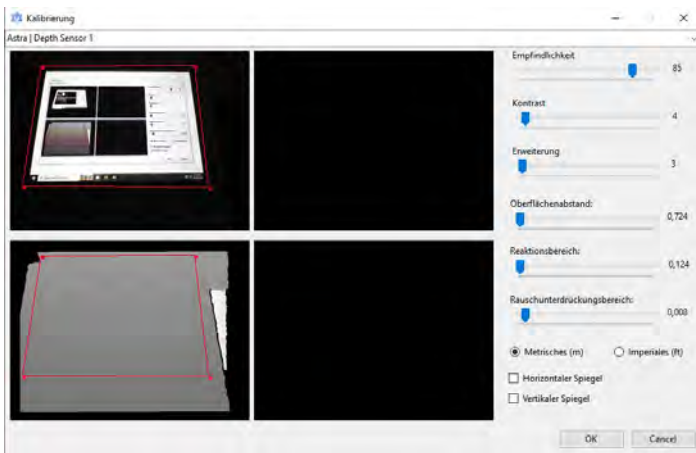 Kalibrierung
Astra | Depth Sensor 1
Empfindlichkeit
85
Kontrast
4
Erweiterung
3
Oberflächenabstand:
0,724
Reaktionsbereich:
0,124
Rauschunterdrückungsbereich:
0,008
Metrisches (m)
Imperiales (ft)
Horizontaler Spiegel
Vertikaler Spiegel
OK
Cancel